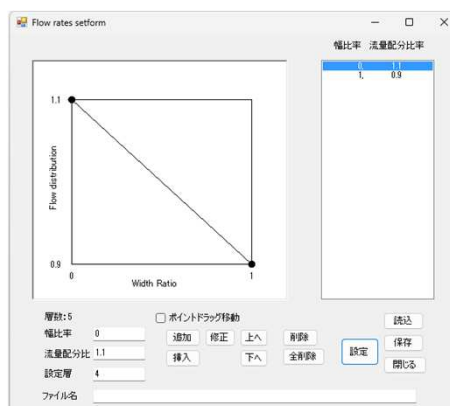 Flow rates setform
幅比率 流量配分比率
0, 1.1
1, 0.9
1.1
Flow distribution
0.9
0 1
Width Ratio
層数:5
幅比率 0
流量配分比 1.1
設定層 4
ファイル名
ポイントドラッグ移動
追加 修正 上へ 削除
挿入 下へ 全削除
設定
読込
保存
閉じる